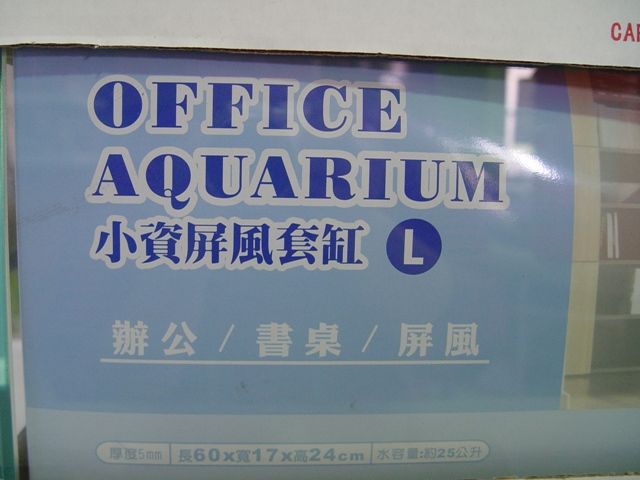 CAR
OFFICE
AQUARIUM
小資屏風套缸 L
辦公/書桌/屏風
厚度5mm 長60x寬17x高24cm 水容量:約25公升